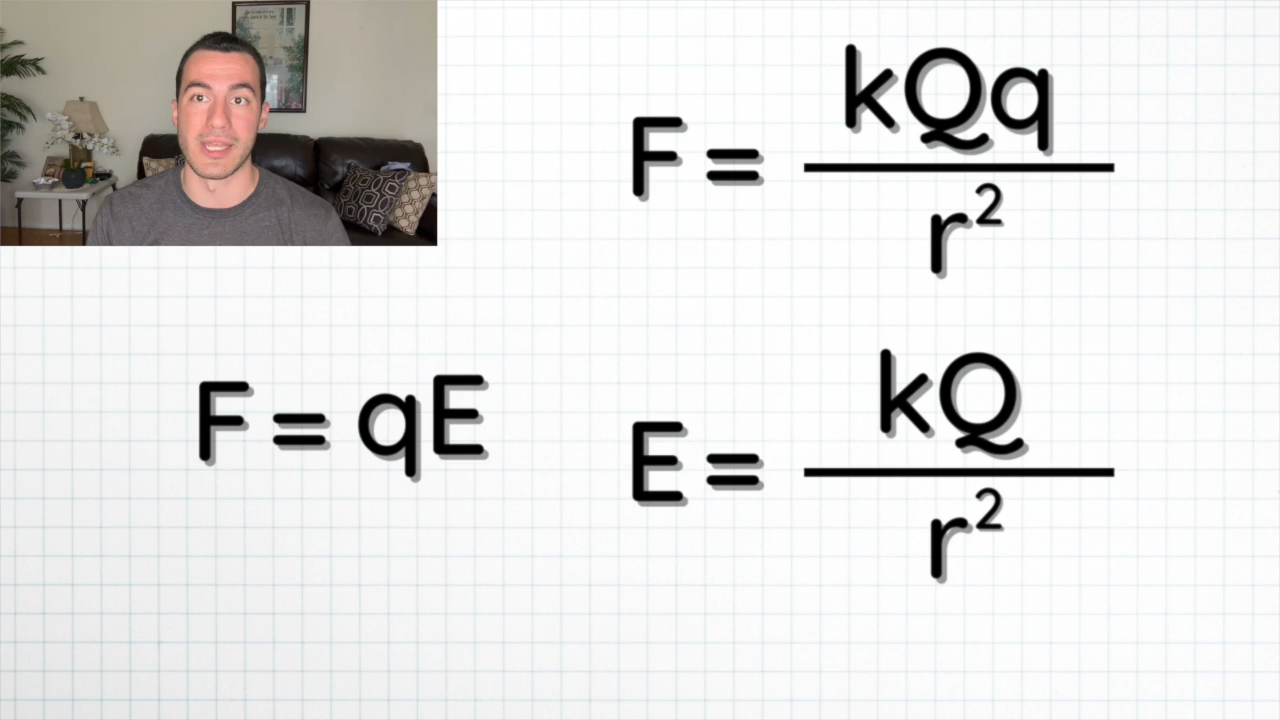 F = kQq / r²
F = qE
E = kQ / r²